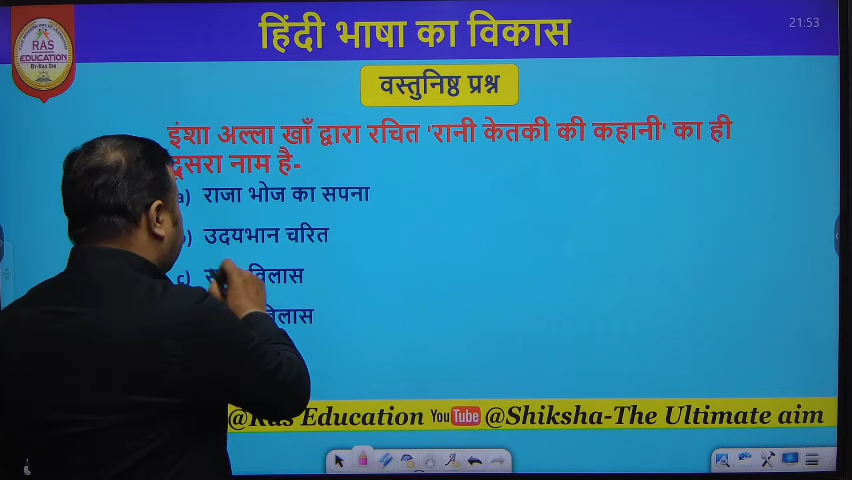 हिंदी भाषा का विकास
21:53
RAS
EDUCATION
वस्तुनिष्ठ प्रश्न
इंशा अल्ला खाँ द्वारा रचित 'रानी केतकी की कहानी' का ही
दूसरा नाम है-
a) राजा भोज का सपना
b) उदयभान चरित
c) विलास
विलास
@Ras Education YouTube @Shiksha-The Ultimate aim